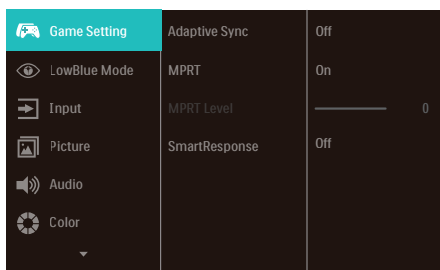 Game Setting Adaptive Sync Off
LowBlue Mode MPRT On
Input MPRT Level 0
Picture SmartResponse Off
Audio
Color